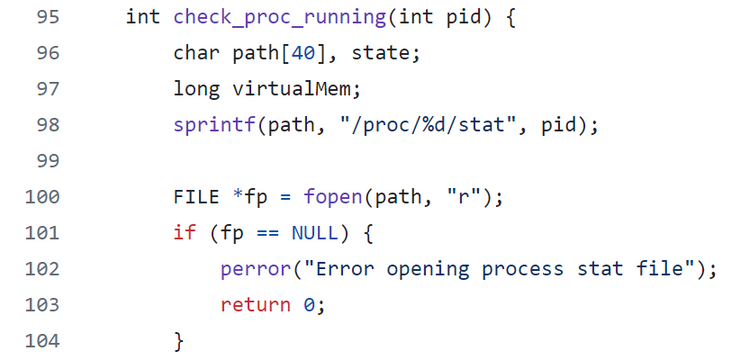 95 int check_proc_running(int pid) {
96 char path[40], state;
97 long virtualMem;
98 sprintf(path, "/proc/%d/stat", pid);
99
100 FILE *fp = fopen(path, "r");
101 if (fp == NULL) {
102 perror("Error opening process stat file");
103 return 0;
104 }